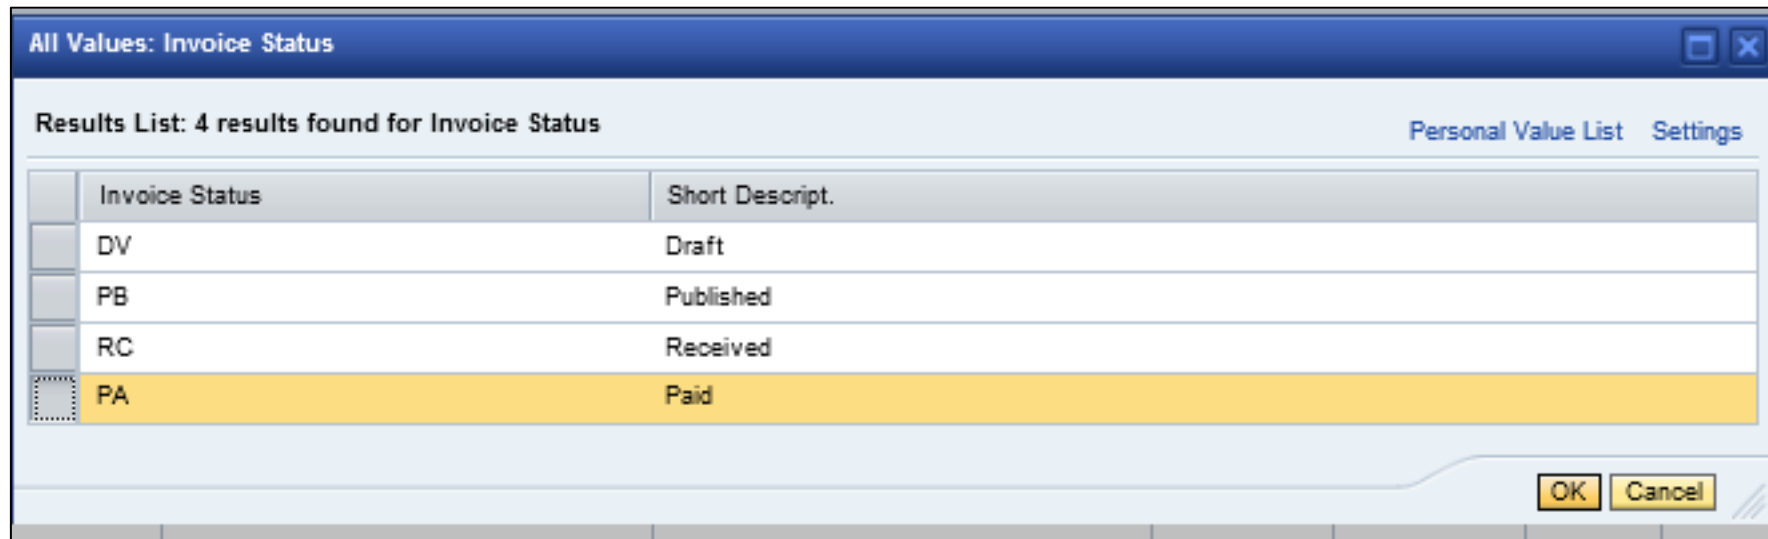 All Values: Invoice Status
Results List: 4 results found for Invoice Status
Personal Value List Settings
Invoice Status Short Descript.
DV Draft
PB Published
RC Received
PA Paid
OK Cancel